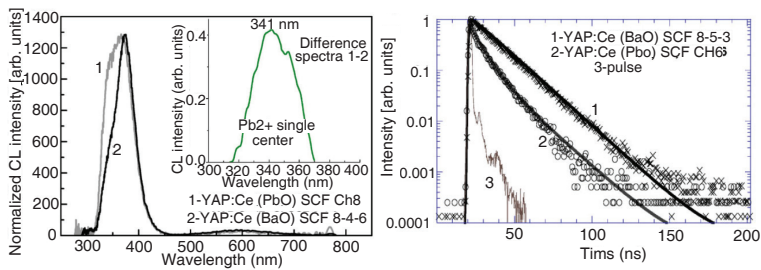 Normalized CL intensity [arb. units]
1400
1200
1000
800
600
400
200
0
300
400
500
600
700
800
Wavelength (nm)
1
2
341 nm
Difference
spectra 1-2
CL intensity (arb. units)
0.4
0.2
0.0
Pb2+ single
center
300
320
340
360
380
400
Wavelength (nm)
1-YAP:Ce (PbO) SCF Ch8
2-YAP:Ce (BaO) SCF 8-4-6
Intensity [arb. units]
1
0.1
0.01
0.001
0.0001
50
100
150
200
Tims (ns)
1-YAP:Ce (BaO) SCF 8-5-3
2-YAP:Ce (Pbo) SCF CH6
3-pulse
1
2
3